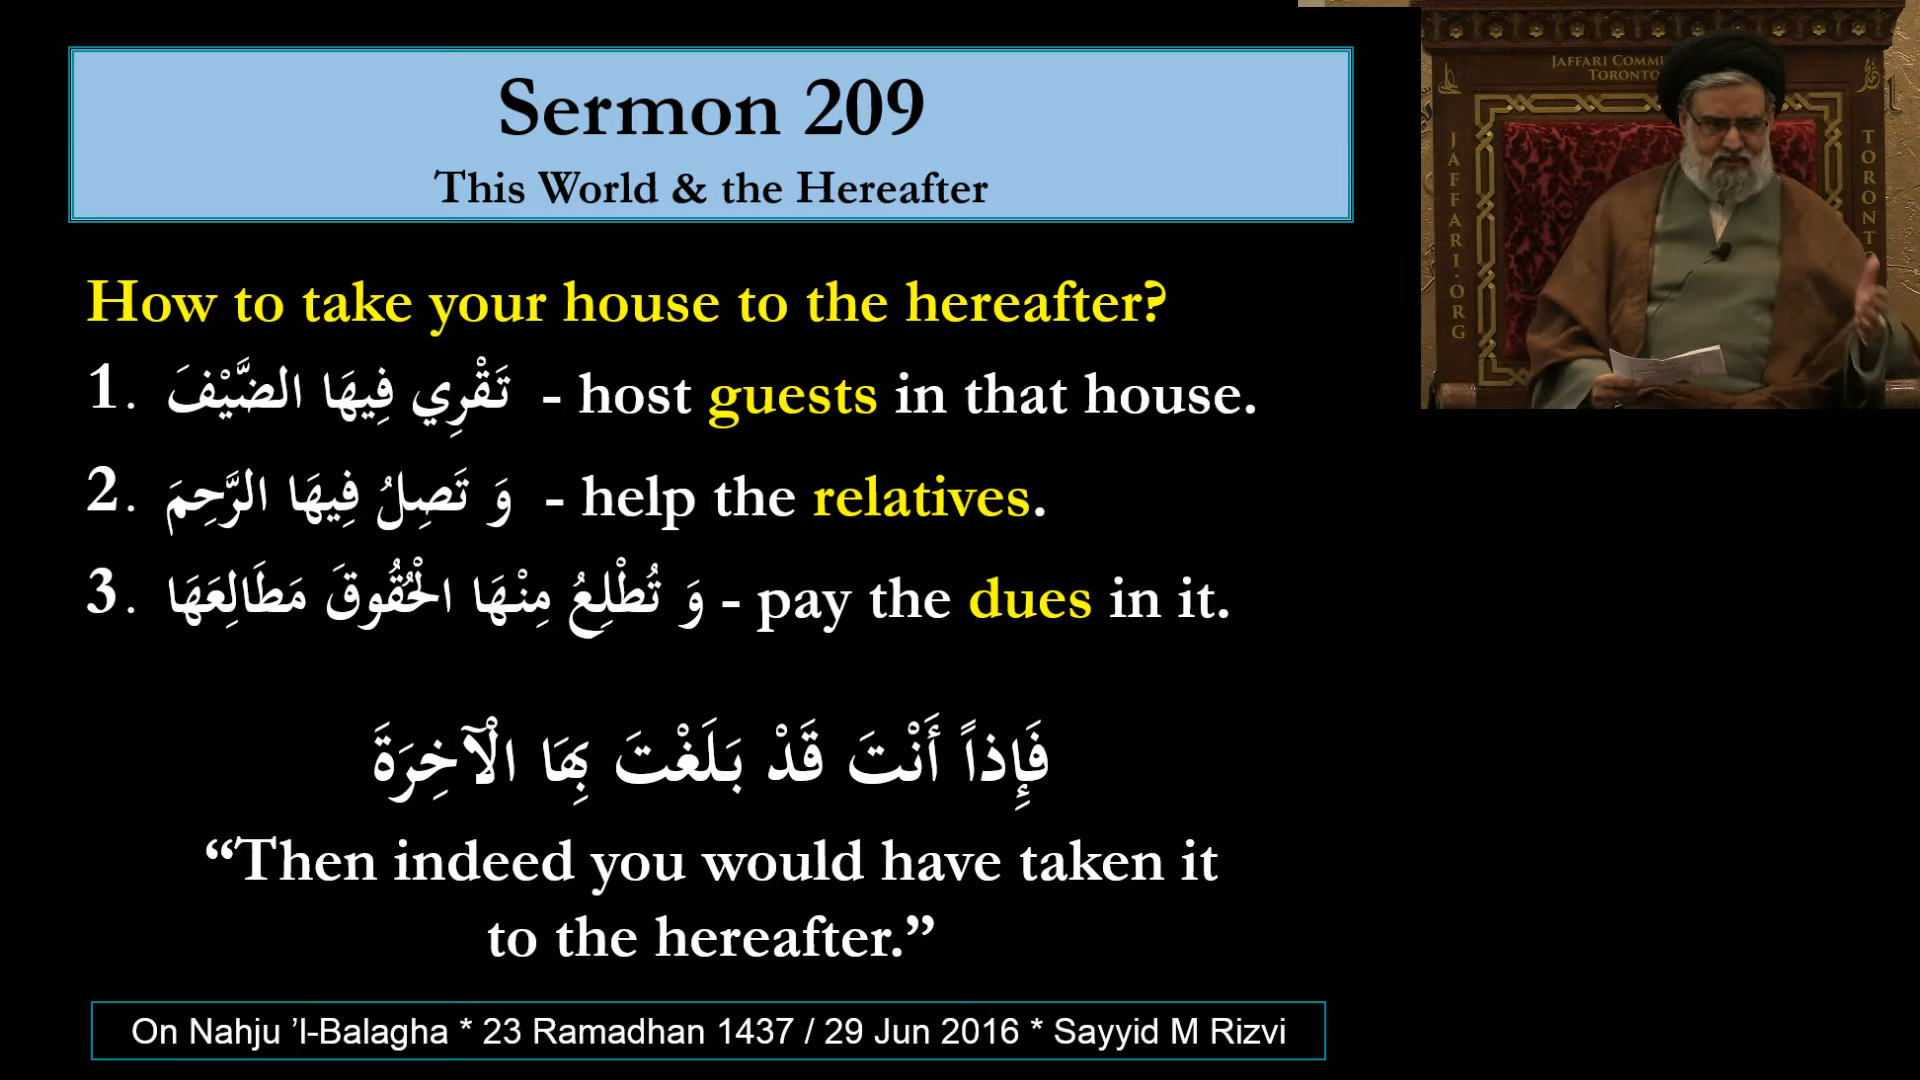 Sermon 209
This World & the Hereafter
How to take your house to the hereafter?
1. تَقْرِي فِيهَا الضَّيْفَ - host guests in that house.
2. وَ تَصِلُ فِيهَا الرَّحِمَ - help the relatives.
3. وَ تُطْلِعُ مِنْهَا الْحُقُوقَ مَطَالِعَهَا - pay the dues in it.
فَإِذاً أَنْتَ قَدْ بَلَغْتَ بِهَا الْآخِرَةَ
“Then indeed you would have taken it
to the hereafter.”
On Nahju ’l-Balagha * 23 Ramadhan 1437 / 29 Jun 2016 * Sayyid M Rizvi
JAFFARI COMM
TORONTO
JAFFARI.ORG
TORONTO